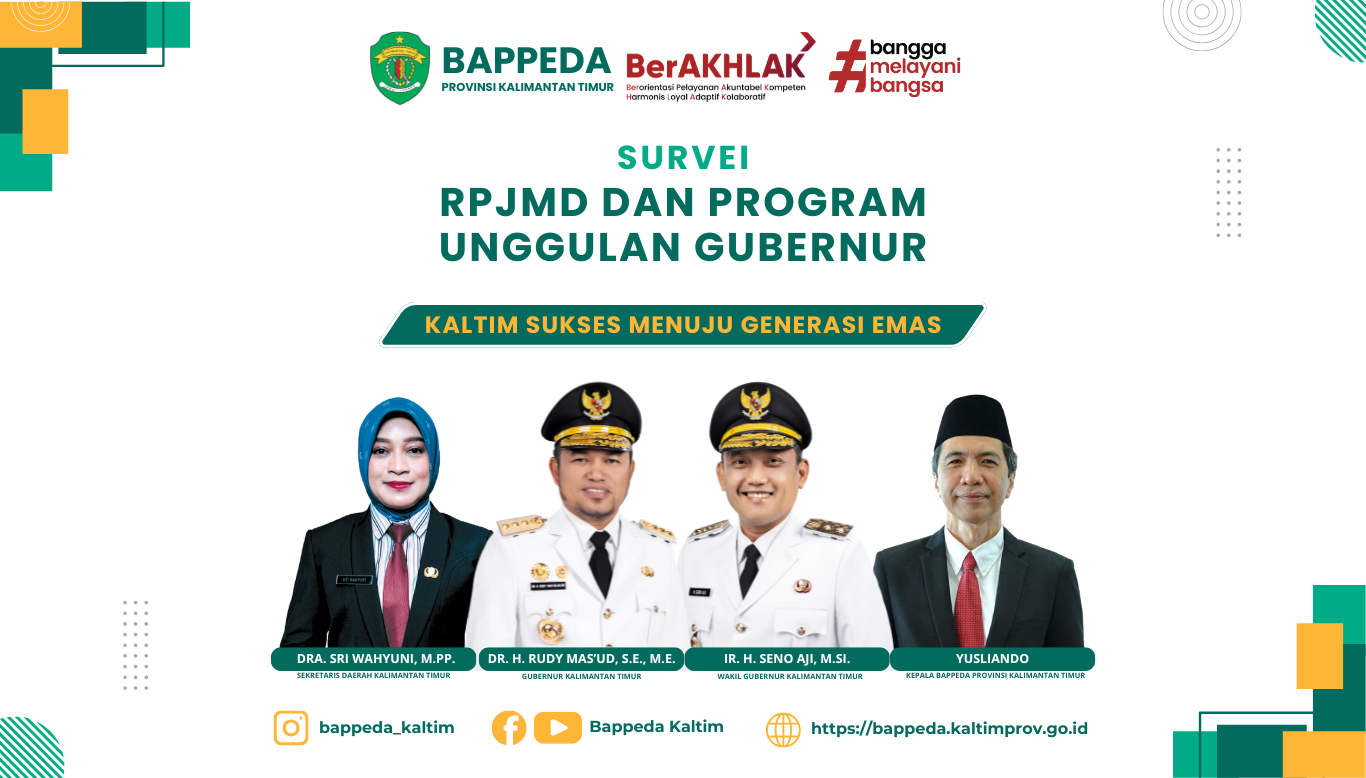 BAPPEDA
PROVINSI KALIMANTAN TIMUR
BerAKHLAK
Berorientasi Pelayanan Akuntabel Kompeten
Harmonis Loyal Adaptif Kolaboratif
#bangga
melayani
bangsa
SURVEI
RPJMD DAN PROGRAM
UNGGULAN GUBERNUR
KALTIM SUKSES MENUJU GENERASI EMAS
DRA. SRI WAHYUNI, M.PP.
SEKRETARIS DAERAH KALIMANTAN TIMUR
DR. H. RUDY MAS'UD, S.E., M.E.
GUBERNUR KALIMANTAN TIMUR
IR. H. SENO AJI, M.SI.
WAKIL GUBERNUR KALIMANTAN TIMUR
YUSLIANDO
KEPALA BAPPEDA PROVINSI KALIMANTAN TIMUR
bappeda_kaltim
Bappeda Kaltim
https://bappeda.kaltimprov.go.id